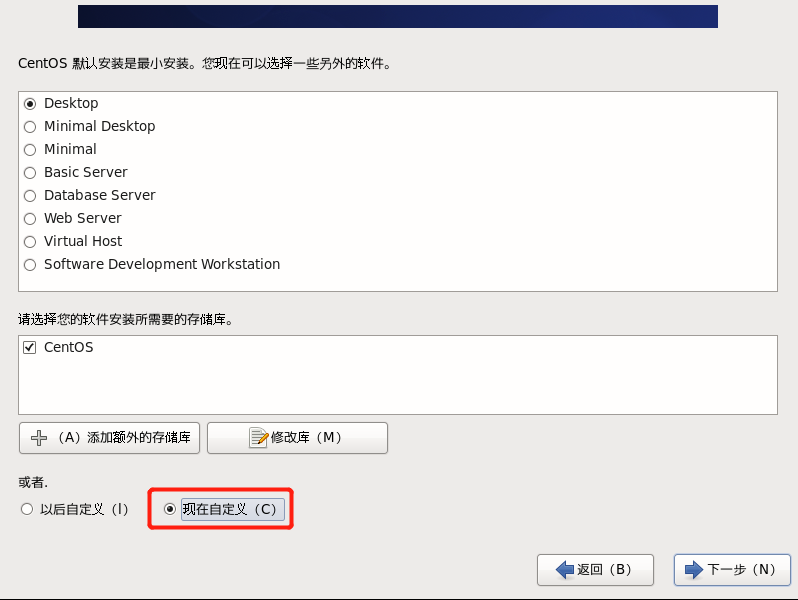 CentOS 默认安装是最小安装。您现在可以选择一些另外的软件。
Desktop
Minimal Desktop
Minimal
Basic Server
Database Server
Web Server
Virtual Host
Software Development Workstation
请选择您的软件安装所需要的存储库。
CentOS
（A）添加额外的存储库 修改库（M）
或者.
以后自定义（l） 现在自定义（C）
返回（B） 下一步（N）